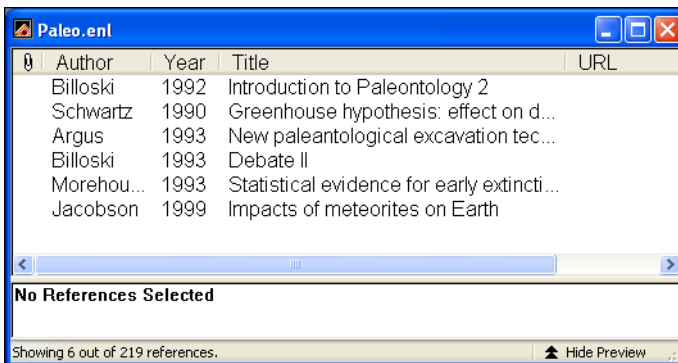 Paleo.enl
Author Year Title URL
Billoski 1992 Introduction to Paleontology 2
Schwartz 1990 Greenhouse hypothesis: effect on d...
Argus 1993 New paleantological excavation tec...
Billoski 1993 Debate II
Morehou... 1993 Statistical evidence for early extincti...
Jacobson 1999 Impacts of meteorites on Earth
No References Selected
Showing 6 out of 219 references. Hide Preview